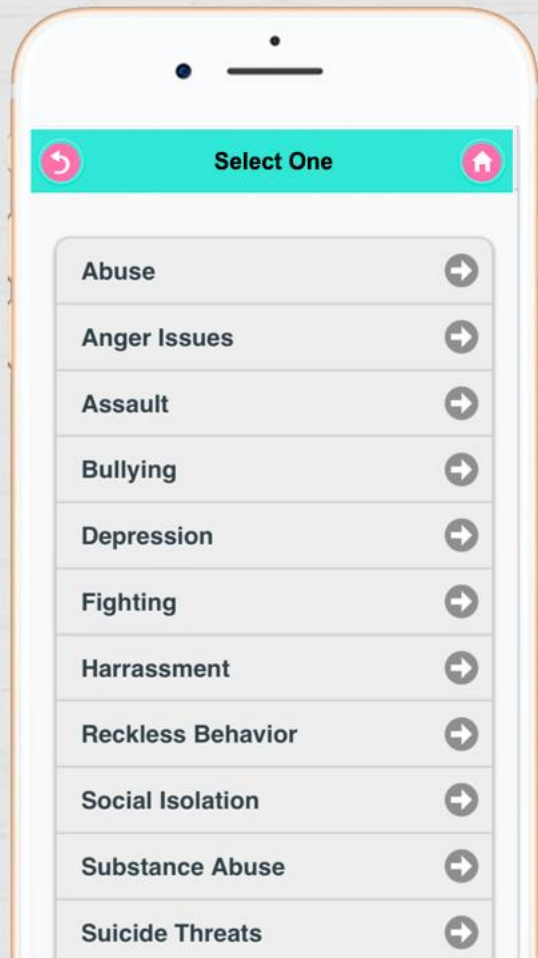 Select One
Abuse
Anger Issues
Assault
Bullying
Depression
Fighting
Harrassment
Reckless Behavior
Social Isolation
Substance Abuse
Suicide Threats